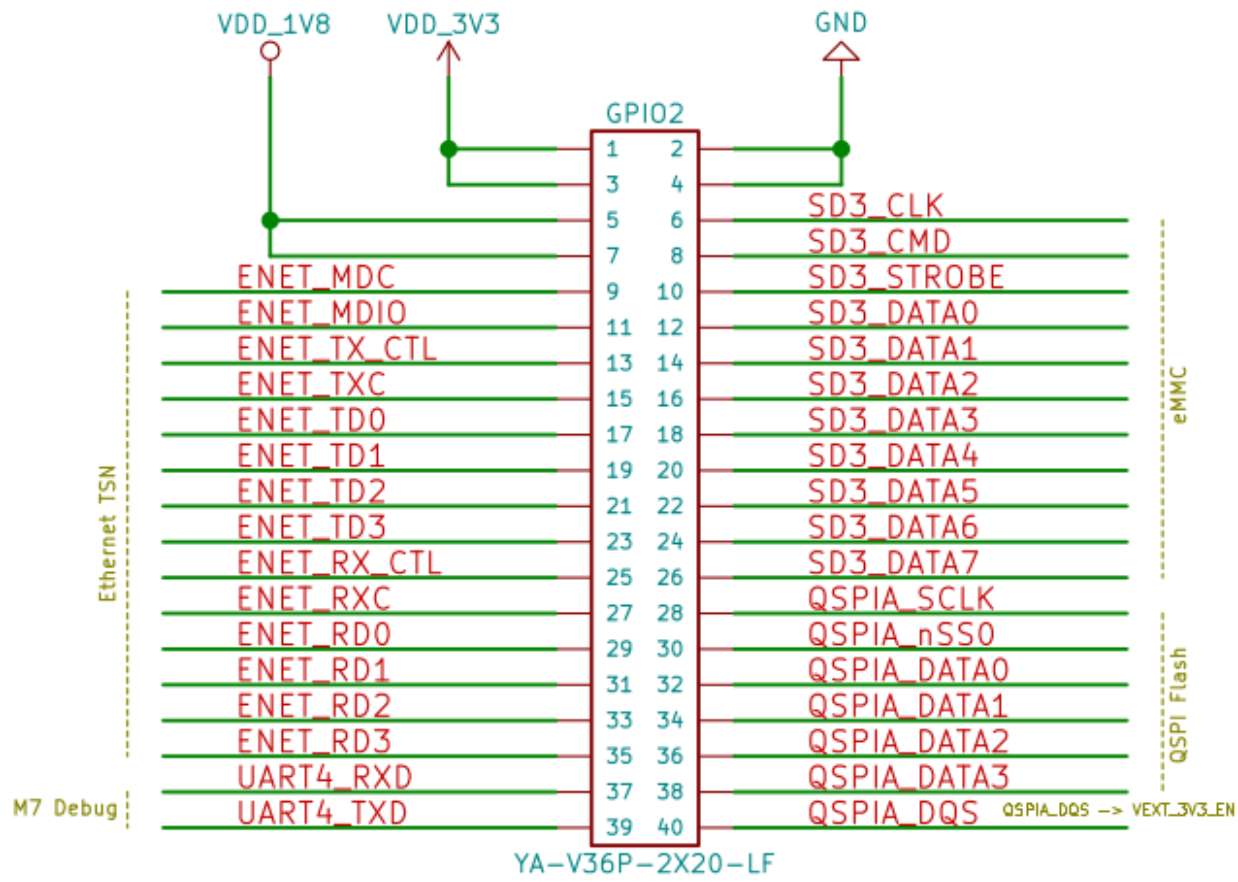 VDD_1V8 VDD_3V3 GND
GPIO2
1 2
3 4
5 6 SD3_CLK
7 8 SD3_CMD
ENET_MDC 9 10 SD3_STROBE
ENET_MDIO 11 12 SD3_DATA0
ENET_TX_CTL 13 14 SD3_DATA1
ENET_TXC 15 16 SD3_DATA2
ENET_TD0 17 18 SD3_DATA3
ENET_TD1 19 20 SD3_DATA4
ENET_TD2 21 22 SD3_DATA5
ENET_TD3 23 24 SD3_DATA6
ENET_RX_CTL 25 26 SD3_DATA7
ENET_RXC 27 28 QSPIA_SCLK
ENET_RD0 29 30 QSPIA_nSS0
ENET_RD1 31 32 QSPIA_DATA0
ENET_RD2 33 34 QSPIA_DATA1
ENET_RD3 35 36 QSPIA_DATA2
UART4_RXD 37 38 QSPIA_DATA3
UART4_TXD 39 40 QSPIA_DQS QSPIA_DQS -> VEXT_3V3_EN
YA-V36P-2X20-LF
Ethernet TSN
M7 Debug
eMMC
QSPI Flash